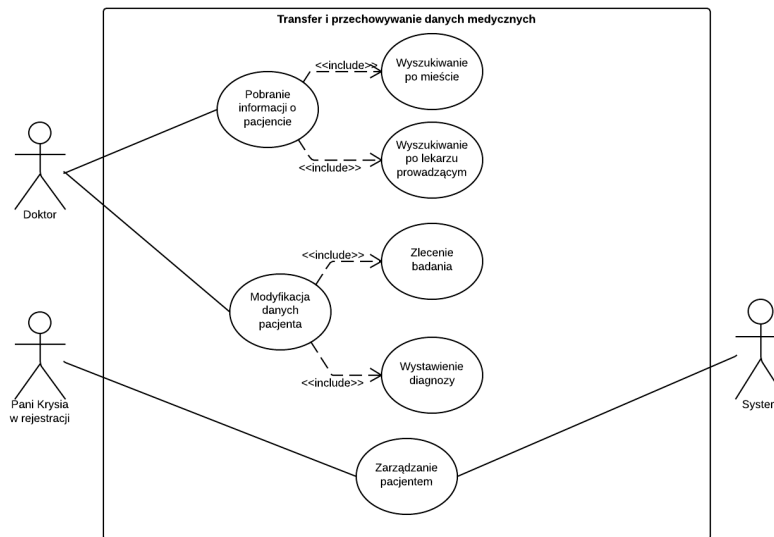 Transfer i przechowywanie danych medycznych
<<include>>
Wyszukiwanie
po mieście
Pobranie
informacji o
pacjencie
<<include>>
Wyszukiwanie
po lekarzu
prowadzącym
Doktor
<<include>>
Zlecenie
badania
Modyfikacja
danych
pacjenta
<<include>>
Wystawienie
diagnozy
Pani Krysia
w rejestracji
System
Zarządzanie
pacjentem